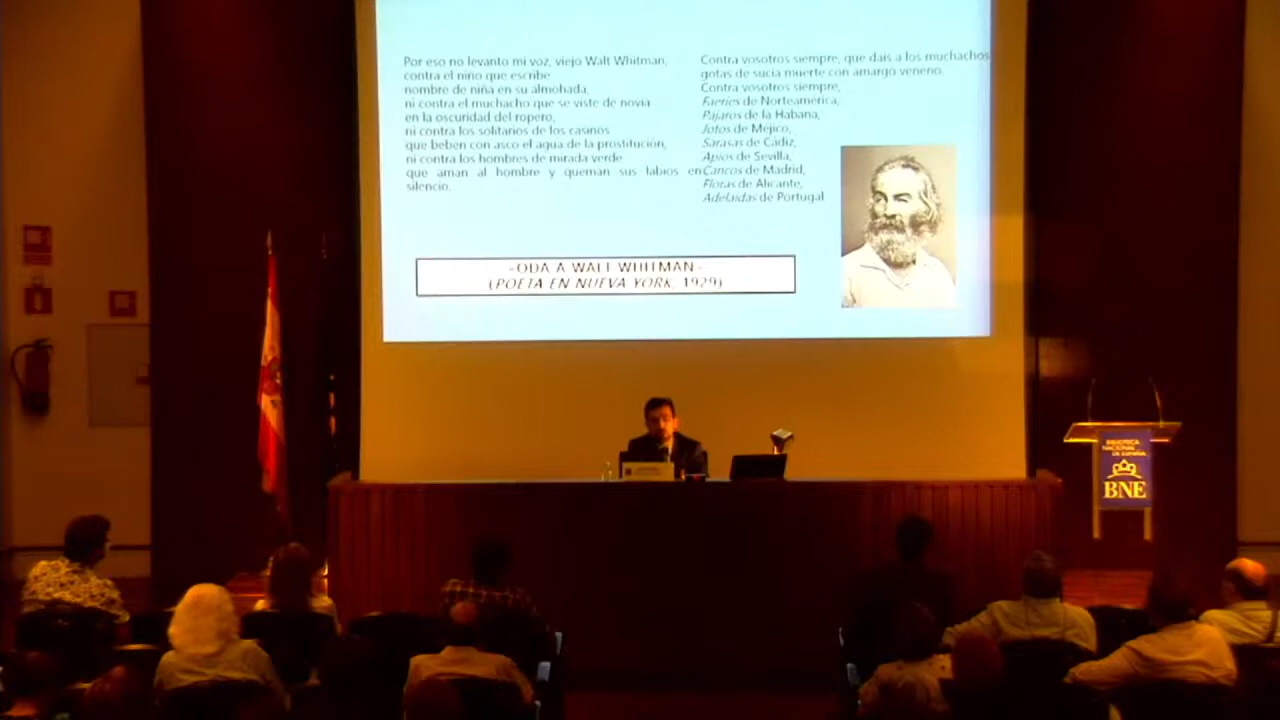 Por eso no levanto mi voz, viejo Walt Whitman,
contra el niño que escribe
nombre de niña en su almohada,
ni contra el muchacho que se viste de novia
en la oscuridad del ropero,
ni contra los solitarios de los casinos
que beben con asco el agua de la prostitución,
ni contra los hombres de mirada verde
que aman al hombre y queman sus labios en
silencio.
Contra vosotros siempre, que dais a los muchachos
gotas de sucia muerte con amargo veneno.
Contra vosotros siempre,
Faeries de Norteamérica,
Pájaros de la Habana,
Jotos de Méjico,
Sarasas de Cádiz,
Apios de Sevilla,
Cancos de Madrid,
Floras de Alicante,
Adelaidas de Portugal
«ODA A WALT WHITMAN»
(POETA EN NUEVA YORK, 1929)
BIBLIOTECA
NACIONAL
DE ESPAÑA
BNE